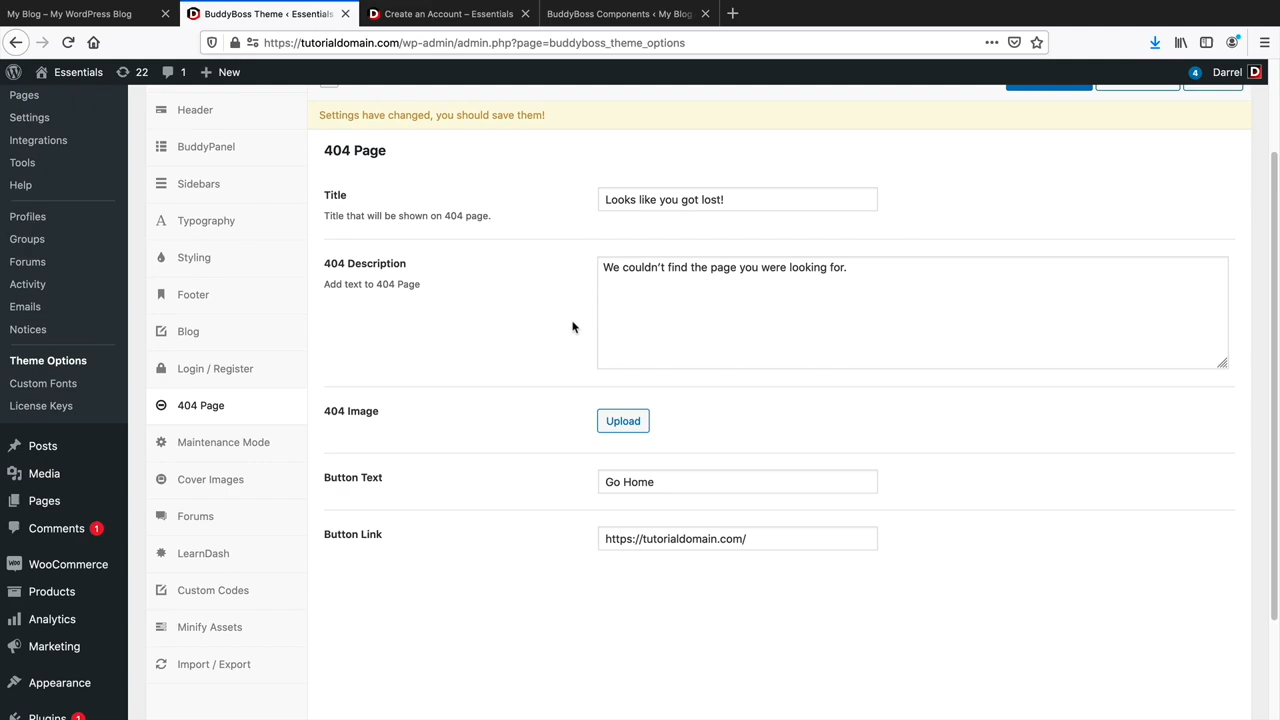 My Blog – My WordPress Blog
BuddyBoss Theme ‹ Essentials
Create an Account – Essentials
BuddyBoss Components ‹ My Blog
https://tutorialdomain.com/wp-admin/admin.php?page=buddyboss_theme_options
Essentials
22
1
New
4
Darrel
Pages
Settings
Integrations
Tools
Help
Profiles
Groups
Forums
Activity
Emails
Notices
Theme Options
Custom Fonts
License Keys
Posts
Media
Pages
Comments 1
WooCommerce
Products
Analytics
Marketing
Appearance
Plugins 1
Header
BuddyPanel
Sidebars
Typography
Styling
Footer
Blog
Login / Register
404 Page
Maintenance Mode
Cover Images
Forums
LearnDash
Custom Codes
Minify Assets
Import / Export
Settings have changed, you should save them!
404 Page
Title
Title that will be shown on 404 page.
Looks like you got lost!
404 Description
Add text to 404 Page
We couldn't find the page you were looking for.
404 Image
Upload
Button Text
Go Home
Button Link
https://tutorialdomain.com/